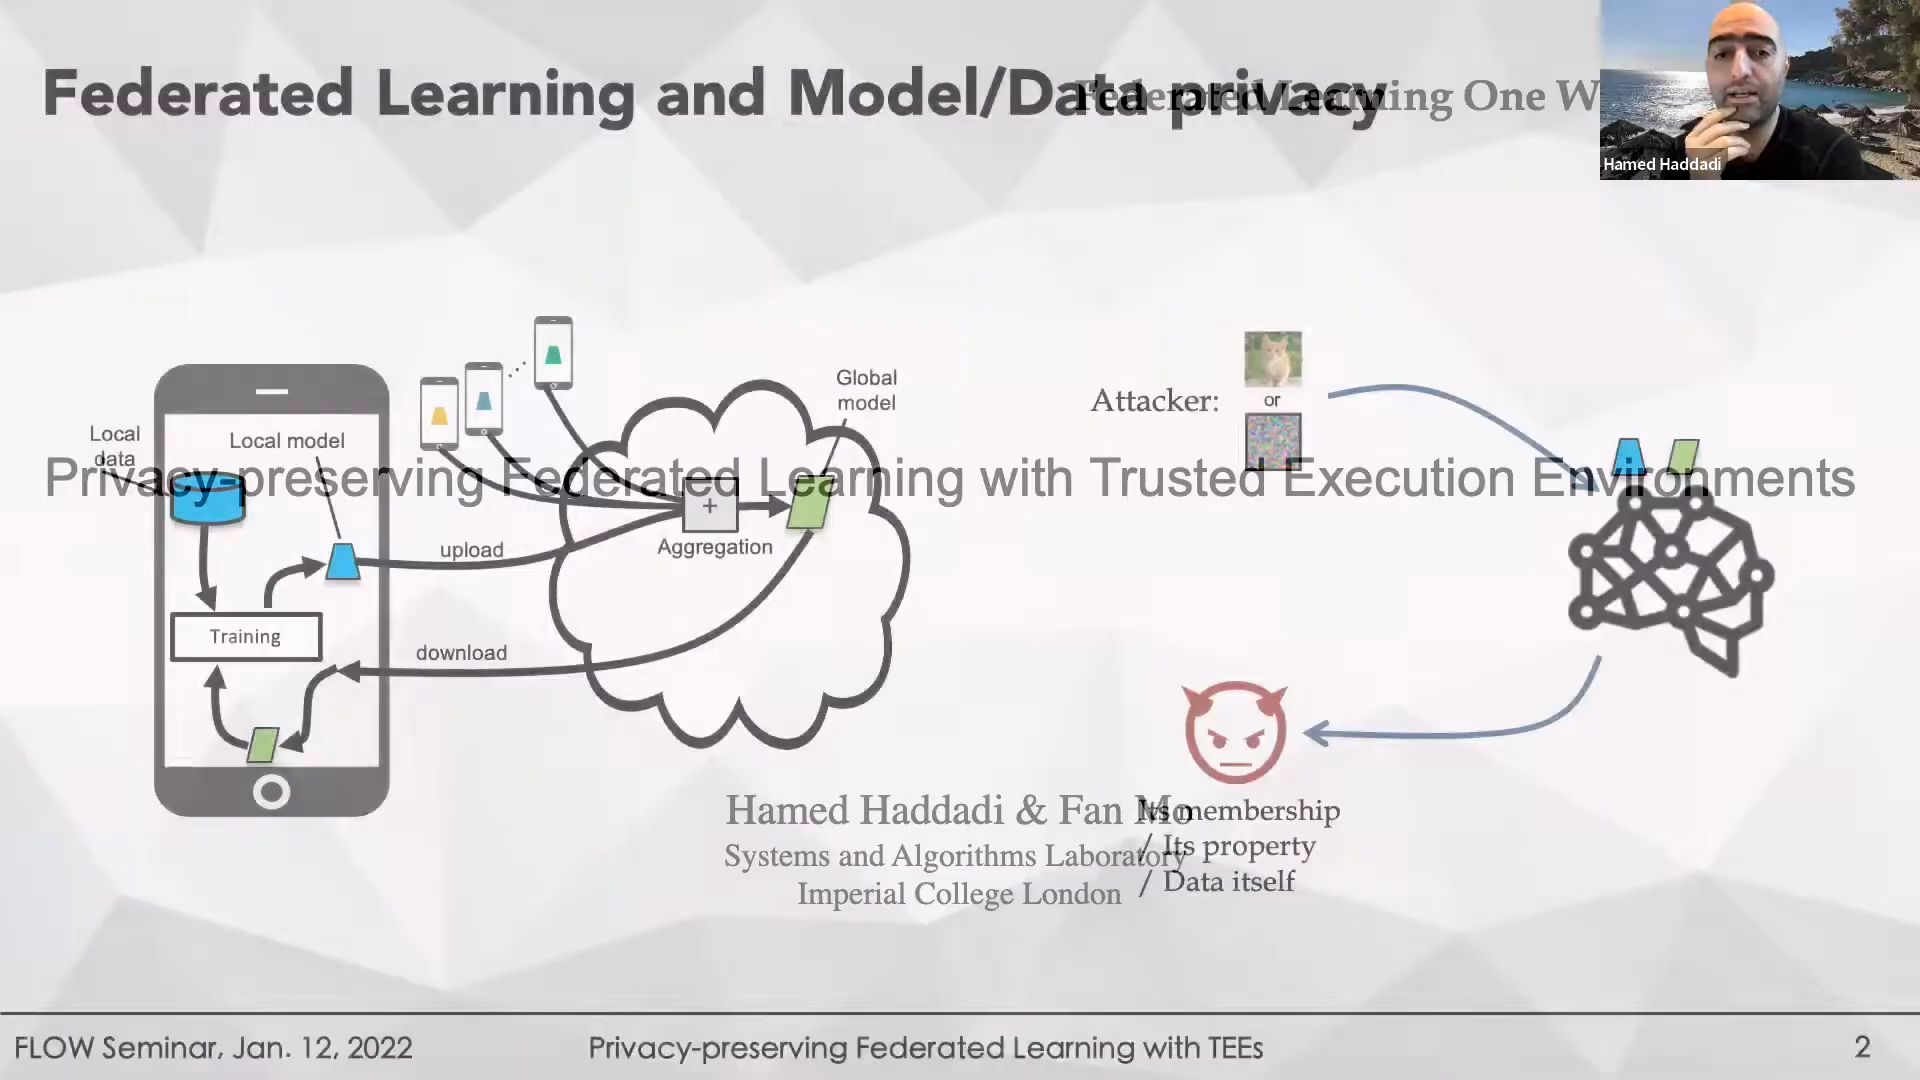 Federated Learning and Model/Data privacy
Federated Learning One W
Hamed Haddadi
Global
model
Attacker:
or
Local
data
Local model
Privacy-preserving Federated Learning with Trusted Execution Environments
+
upload
Aggregation
Training
download
Hamed Haddadi & Fan Mo
Systems and Algorithms Laboratory
Imperial College London
Its membership
/ Its property
/ Data itself
FLOW Seminar, Jan. 12, 2022
Privacy-preserving Federated Learning with TEEs
2